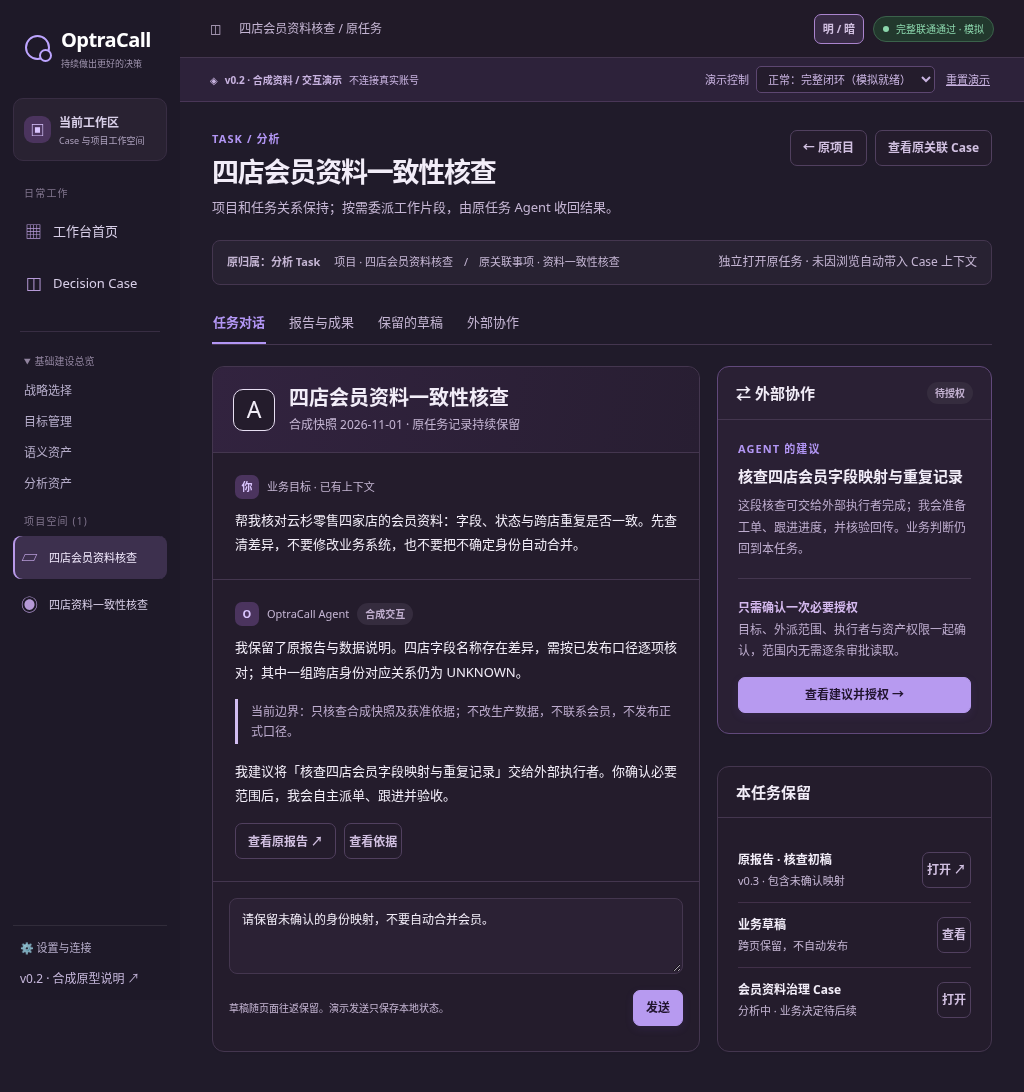 OptraCall
持续做出更好的决策
当前工作区
Case 与项目工作空间
日常工作
工作台首页
Decision Case
▼ 基础建设总览
战略选择
目标管理
语义资产
分析资产
项目空间 (1)
四店会员资料核查
四店资料一致性核查
⚙️ 设置与连接
v0.2 · 合成原型说明 ↗
四店会员资料核查 / 原任务
明 / 暗
完整联通通过 · 模拟
v0.2 · 合成资料 / 交互演示 不连接真实账号
演示控制
正常：完整闭环（模拟就绪）
重置演示
TASK / 分析
四店会员资料一致性核查
项目和任务关系保持；按需委派工作片段，由原任务 Agent 收回结果。
← 原项目
查看原关联 Case
原归属：分析 Task 项目 · 四店会员资料核查 / 原关联事项 · 资料一致性核查
独立打开原任务 · 未因浏览自动带入 Case 上下文
任务对话
报告与成果
保留的草稿
外部协作
A
四店会员资料一致性核查
合成快照 2026-11-01 · 原任务记录持续保留
你
业务目标 · 已有上下文
帮我核对云杉零售四家店的会员资料：字段、状态与跨店重复是否一致。先查
清差异，不要修改业务系统，也不要把不确定身份自动合并。
O
OptraCall Agent
合成交互
我保留了原报告与数据说明。四店字段名称存在差异，需按已发布口径逐项核
对；其中一组跨店身份对应关系仍为 UNKNOWN。
当前边界：只核查合成快照及获准依据；不改生产数据，不联系会员，不发布正
式口径。
我建议将「核查四店会员字段映射与重复记录」交给外部执行者。你确认必要
范围后，我会自主派单、跟进并验收。
查看原报告 ↗
查看依据
请保留未确认的身份映射，不要自动合并会员。
草稿随页面往返保留。演示发送只保存本地状态。
发送
⇄ 外部协作
待授权
AGENT 的建议
核查四店会员字段映射与重复记录
这段核查可交给外部执行者完成；我会准备
工单、跟进进度，并核验回传。业务判断仍
回到本任务。
只需确认一次必要授权
目标、外派范围、执行者与资产权限一起确
认，范围内无需逐条审批读取。
查看建议并授权 →
本任务保留
原报告 · 核查初稿
v0.3 · 包含未确认映射
打开 ↗
业务草稿
跨页保留，不自动发布
查看
会员资料治理 Case
分析中 · 业务决定待后续
打开